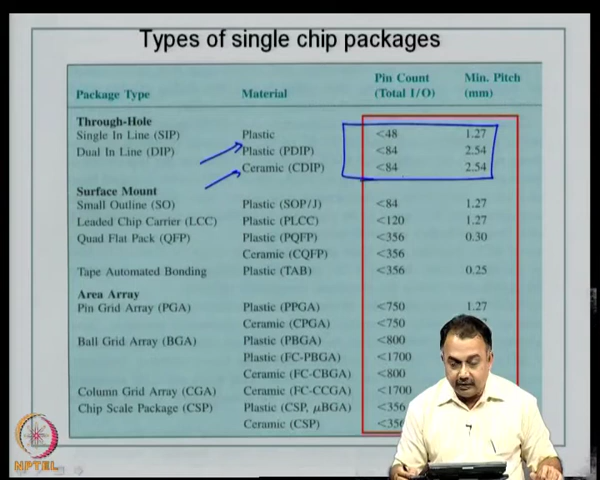 Types of single chip packages
Package Type Material Pin Count (Total I/O) Min. Pitch (mm)
Through-Hole
Single In Line (SIP) Plastic <48 1.27
Dual In Line (DIP) Plastic (PDIP) <84 2.54
Ceramic (CDIP) <84 2.54
Surface Mount
Small Outline (SO) Plastic (SOP/J) <84 1.27
Leaded Chip Carrier (LCC) Plastic (PLCC) <120 1.27
Quad Flat Pack (QFP) Plastic (PQFP) <356 0.30
Ceramic (CQFP) <356
Tape Automated Bonding Plastic (TAB) <356 0.25
Area Array
Pin Grid Array (PGA) Plastic (PPGA) <750 1.27
Ceramic (CPGA) <750
Ball Grid Array (BGA) Plastic (PBGA) <800
Plastic (FC-PBGA) <1700
Ceramic (FC-CBGA) <800
Column Grid Array (CGA) Ceramic (FC-CCGA) <1700
Chip Scale Package (CSP) Plastic (CSP, µBGA) <356
Ceramic (CSP) <356
NPTEL